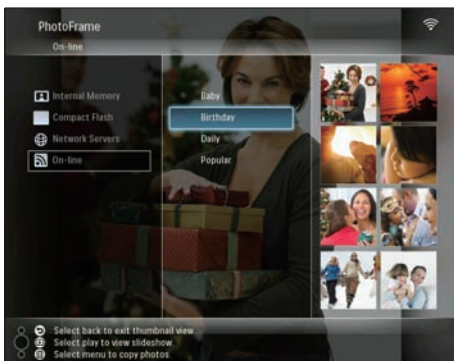 PhotoFrame
On-line
Internal Memory
Compact Flash
Network Servers
On-line
Baby
Birthday
Daily
Popular
Select back to exit thumbnail view.
Select play to view slideshow.
Select menu to copy photos.